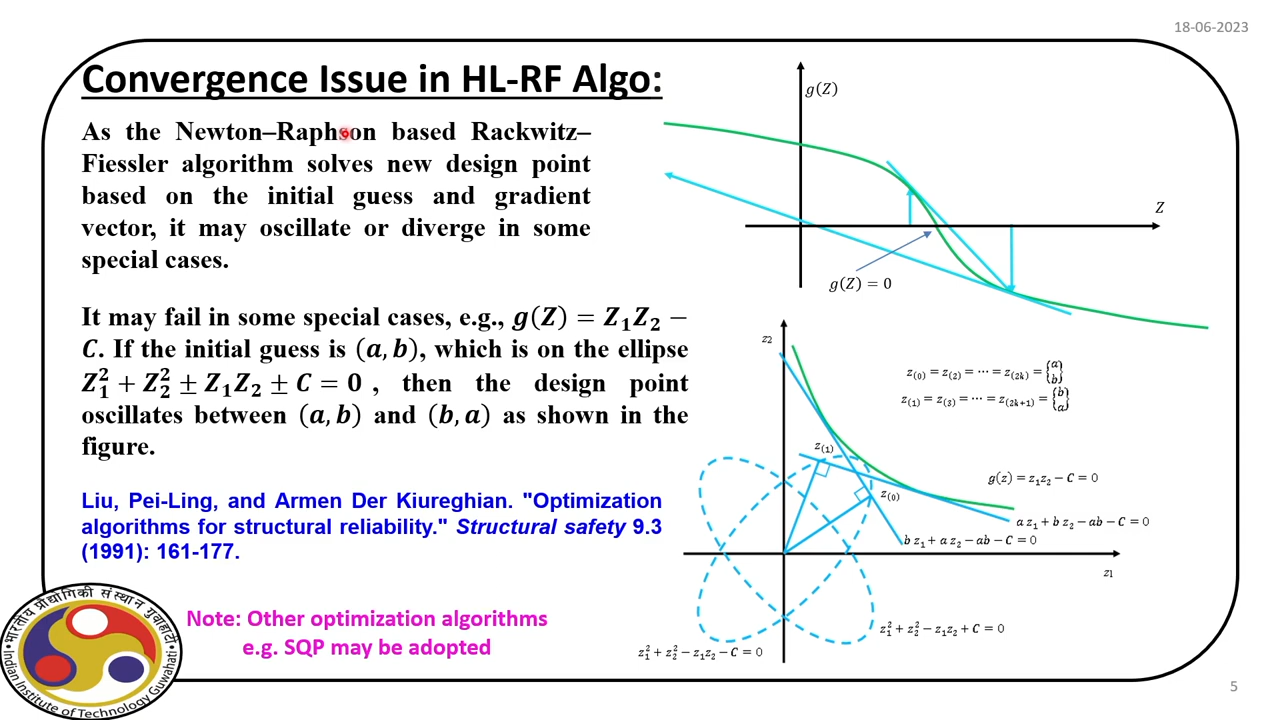 18-06-2023
Convergence Issue in HL-RF Algo:
As the Newton–Raphson based Rackwitz–
Fiessler algorithm solves new design point
based on the initial guess and gradient
vector, it may oscillate or diverge in some
special cases.
It may fail in some special cases, e.g., g(Z) = Z₁Z₂ −
C. If the initial guess is (a, b), which is on the ellipse
Z₁² + Z₂² ± Z₁Z₂ ± C = 0 , then the design point
oscillates between (a, b) and (b, a) as shown in the
figure.
Liu, Pei-Ling, and Armen Der Kiureghian. "Optimization
algorithms for structural reliability." Structural safety 9.3
(1991): 161-177.
Note: Other optimization algorithms
e.g. SQP may be adopted
g(Z)
Z
g(Z) = 0
z₂
z₍₀₎ = z₍₂₎ = ⋯ = z₍₂ₖ₎ = {a b}
z₍₁₎ = z₍₃₎ = ⋯ = z₍₂ₖ₊₁₎ = {b a}
z₍₁₎
g(z) = z₁z₂ − C = 0
z₍₀₎
a z₁ + b z₂ − ab − C = 0
b z₁ + a z₂ − ab − C = 0
z₁
z₁² + z₂² − z₁z₂ + C = 0
z₁² + z₂² − z₁z₂ − C = 0
भारतीय प्रौद्योगिकी संस्थान गुवाहाटी
Indian Institute of Technology Guwahati
5